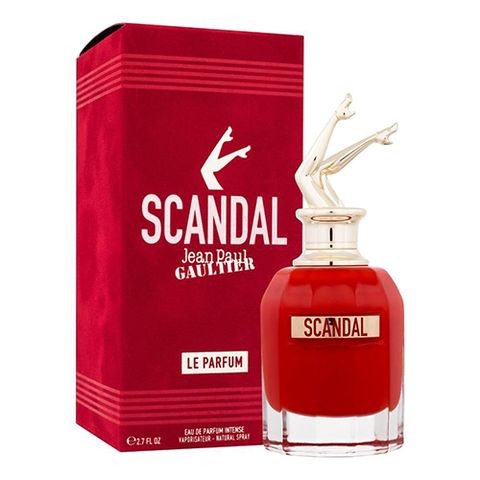 SCANDAL
Jean Paul
GAULTIER
LE PARFUM
EAU DE PARFUM INTENSE
VAPORISATEUR - NATURAL SPRAY
℮2.7 FL OZ
SCANDAL